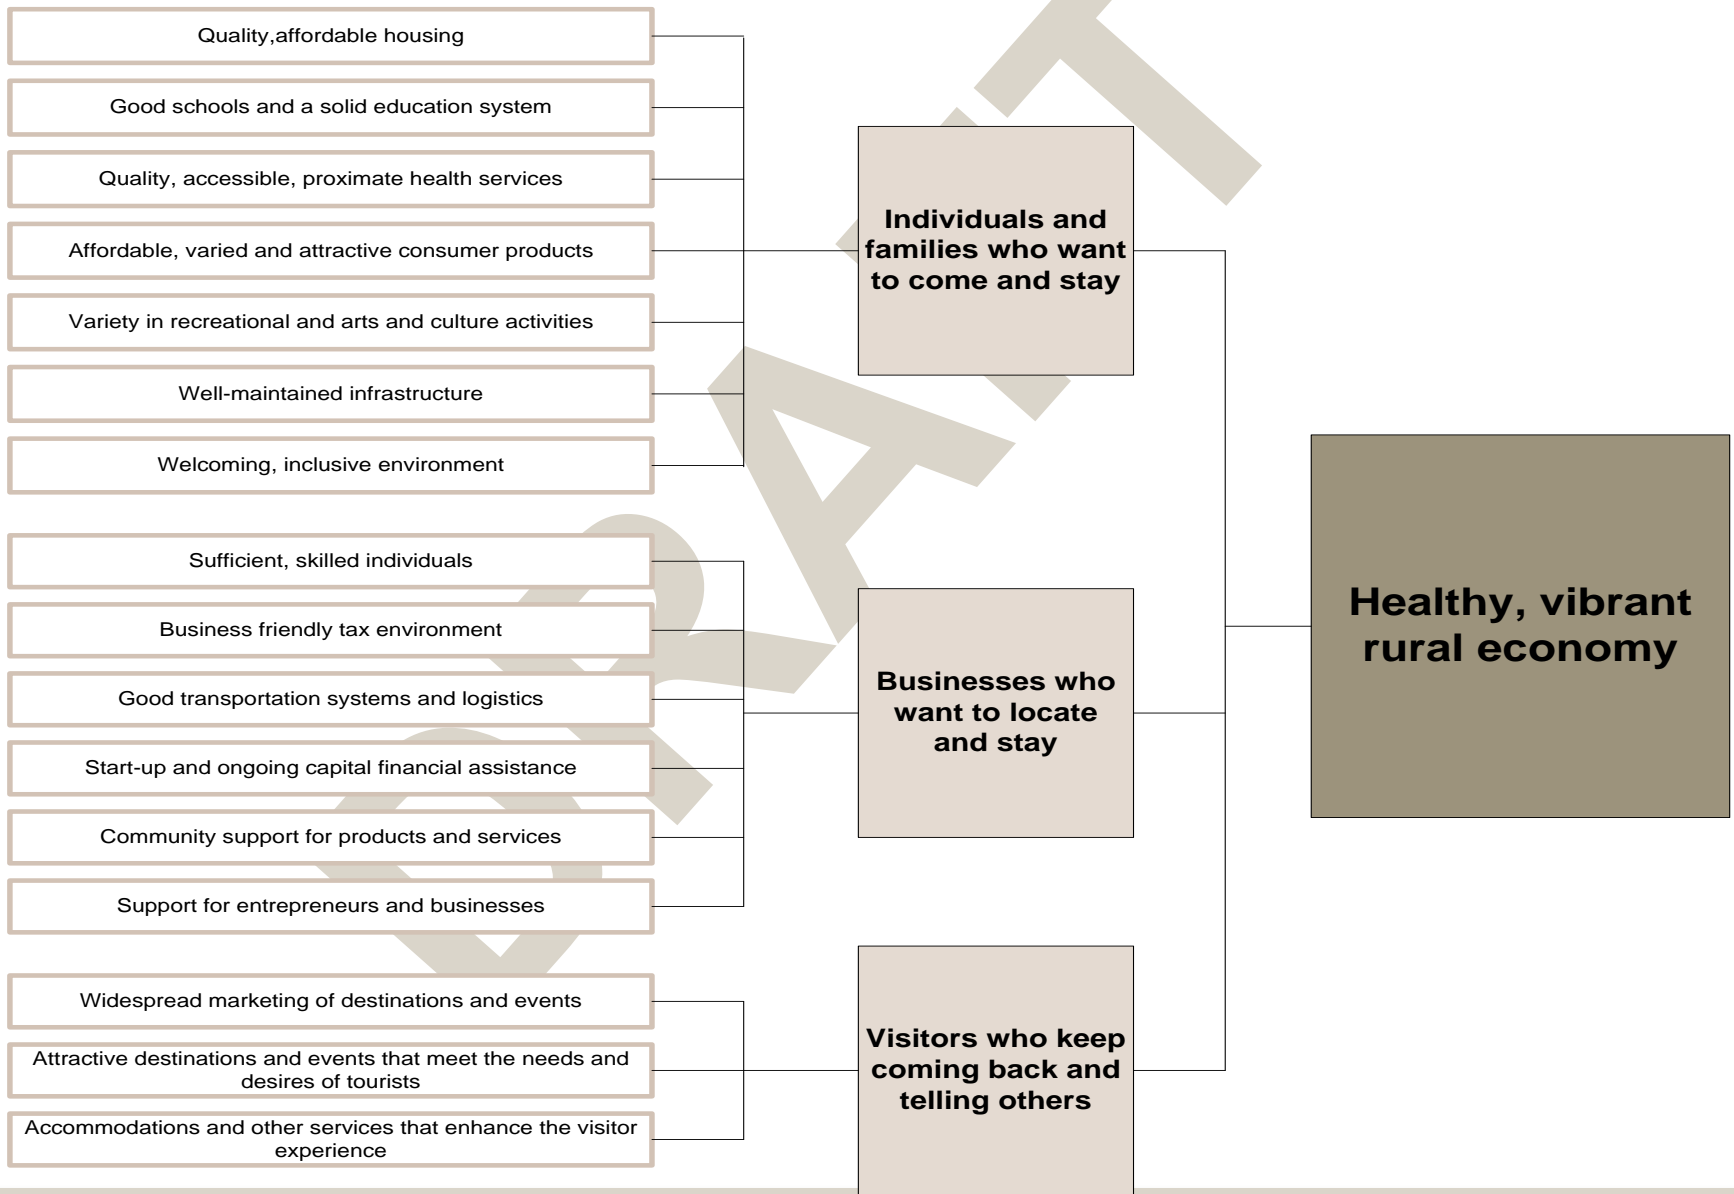 Quality,affordable housing
Good schools and a solid education system
Quality, accessible, proximate health services
Affordable, varied and attractive consumer products
Variety in recreational and arts and culture activities
Well-maintained infrastructure
Welcoming, inclusive environment
Individuals and
families who want
to come and stay
Sufficient, skilled individuals
Business friendly tax environment
Good transportation systems and logistics
Start-up and ongoing capital financial assistance
Community support for products and services
Support for entrepreneurs and businesses
Businesses who
want to locate
and stay
Widespread marketing of destinations and events
Attractive destinations and events that meet the needs and
desires of tourists
Accommodations and other services that enhance the visitor
experience
Visitors who keep
coming back and
telling others
Healthy, vibrant
rural economy
DRAFT